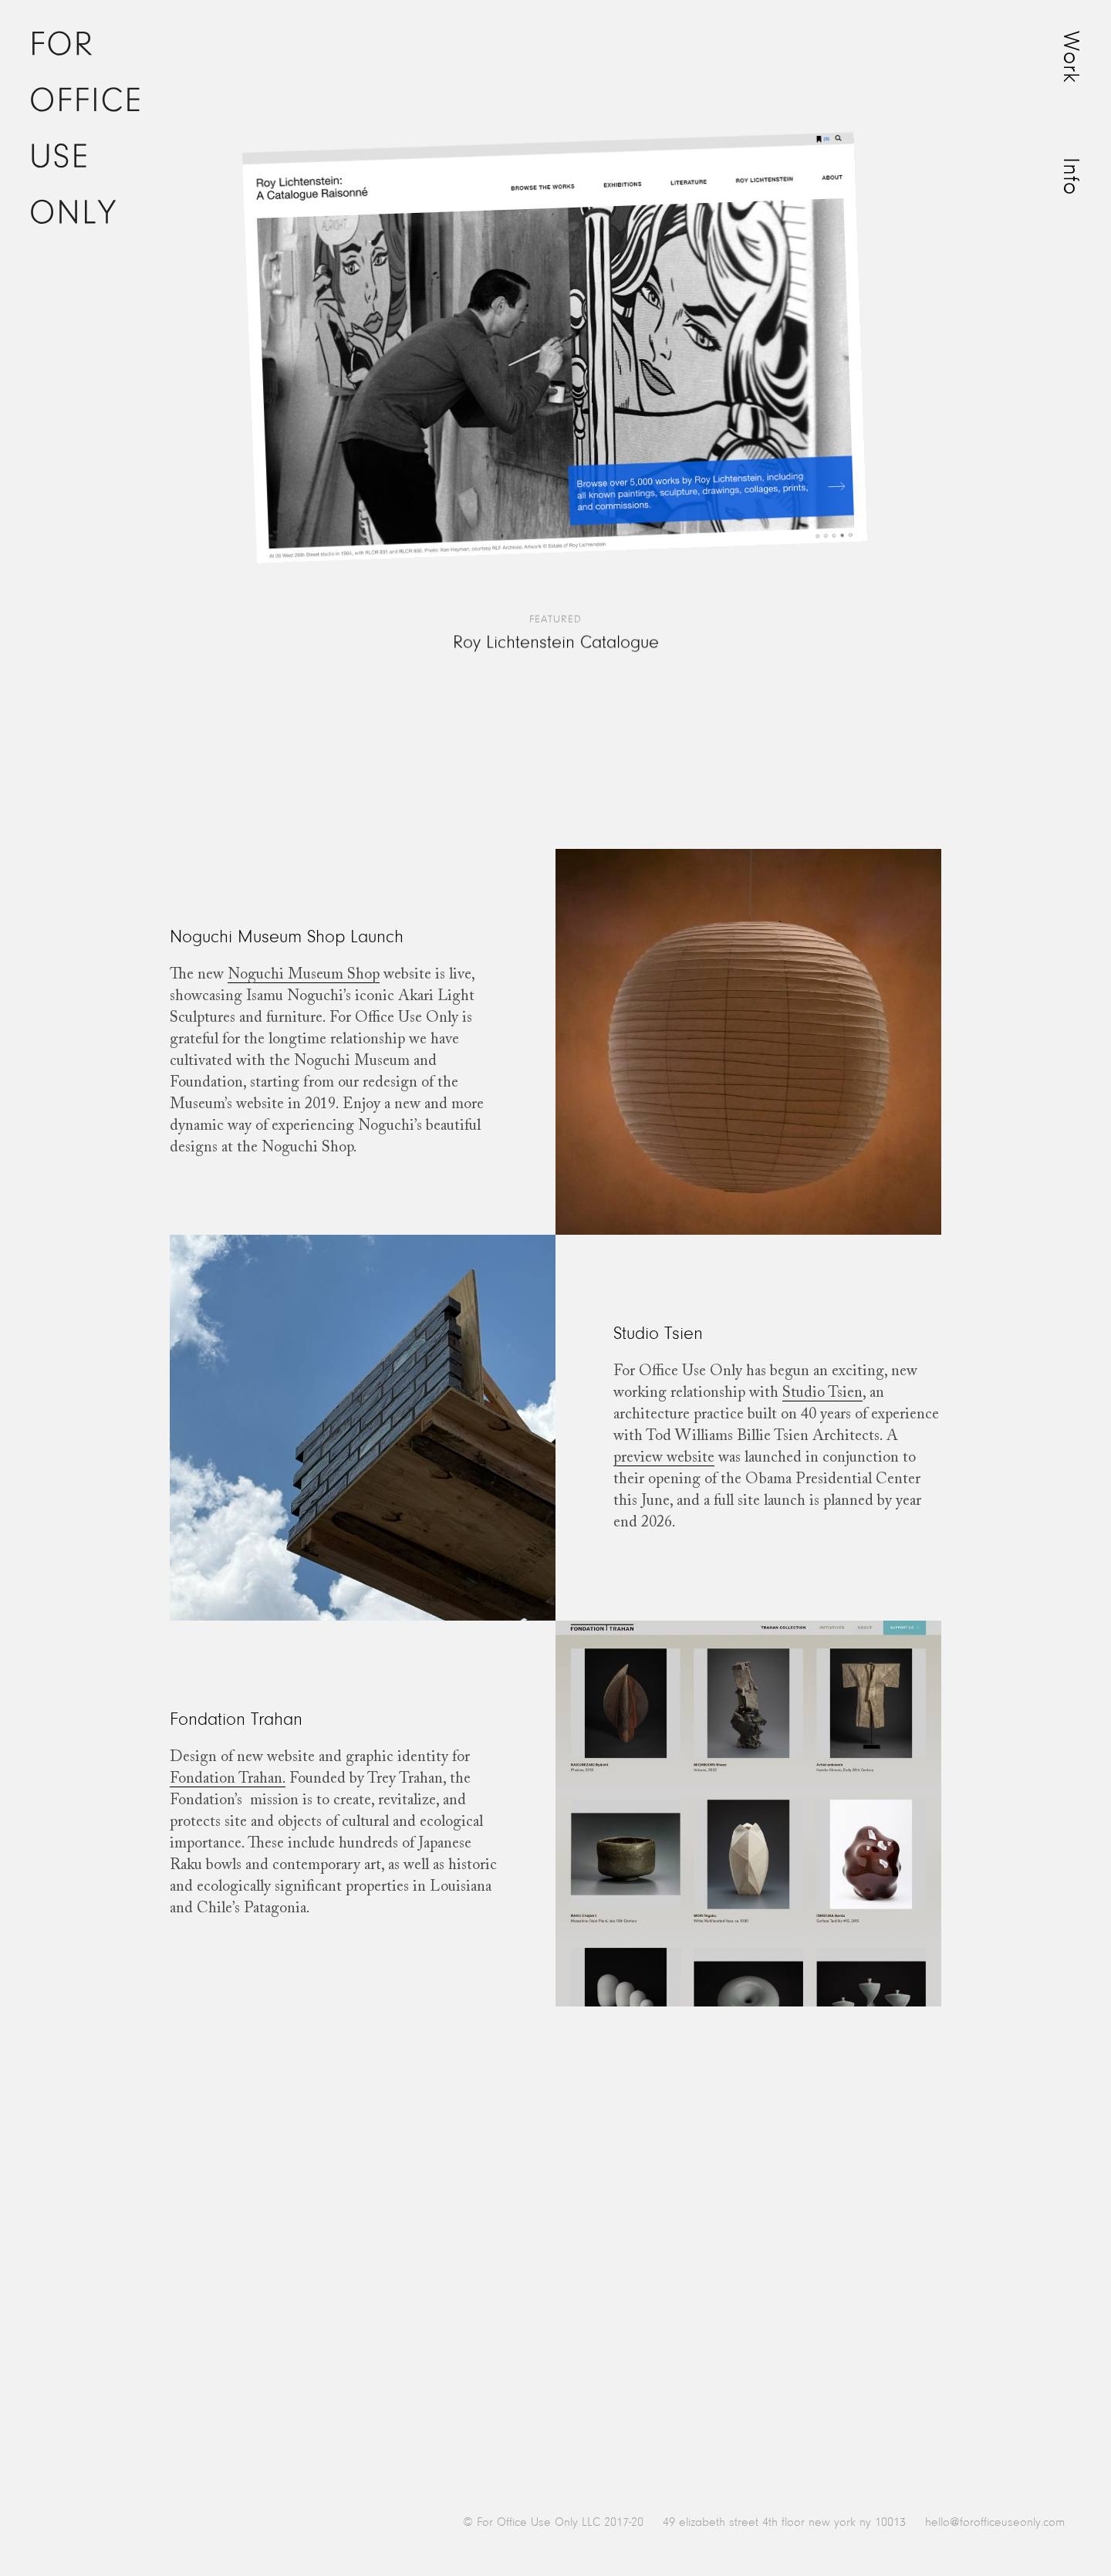 FOR
OFFICE
USE
ONLY
Work
Info
Roy Lichtenstein:
A Catalogue Raisonné
BROWSE THE WORKS
EXHIBITIONS
LITERATURE
ROY LICHTENSTEIN
ABOUT
Browse over 5,000 works by Roy Lichtenstein, including
all known paintings, sculpture, drawings, collages, prints,
and commissions.
FEATURED
Roy Lichtenstein Catalogue
Noguchi Museum Shop Launch
The new Noguchi Museum Shop website is live,
showcasing Isamu Noguchi’s iconic Akari Light
Sculptures and furniture. For Office Use Only is
grateful for the longtime relationship we have
cultivated with the Noguchi Museum and
Foundation, starting from our redesign of the
Museum’s website in 2019. Enjoy a new and more
dynamic way of experiencing Noguchi’s beautiful
designs at the Noguchi Shop.
Studio Tsien
For Office Use Only has begun an exciting, new
working relationship with Studio Tsien, an
architecture practice built on 40 years of experience
with Tod Williams Billie Tsien Architects. A
preview website was launched in conjunction to
their opening of the Obama Presidential Center
this June, and a full site launch is planned by year
end 2026.
FONDATION TRAHAN
TRAHAN COLLECTION
INITIATIVES
ABOUT
Fondation Trahan
Design of new website and graphic identity for
Fondation Trahan. Founded by Trey Trahan, the
Fondation’s mission is to create, revitalize, and
protects site and objects of cultural and ecological
importance. These include hundreds of Japanese
Raku bowls and contemporary art, as well as historic
and ecologically significant properties in Louisiana
and Chile’s Patagonia.
© For Office Use Only LLC 2017-20
49 elizabeth street 4th floor new york ny 10013
hello@forofficeuseonly.com